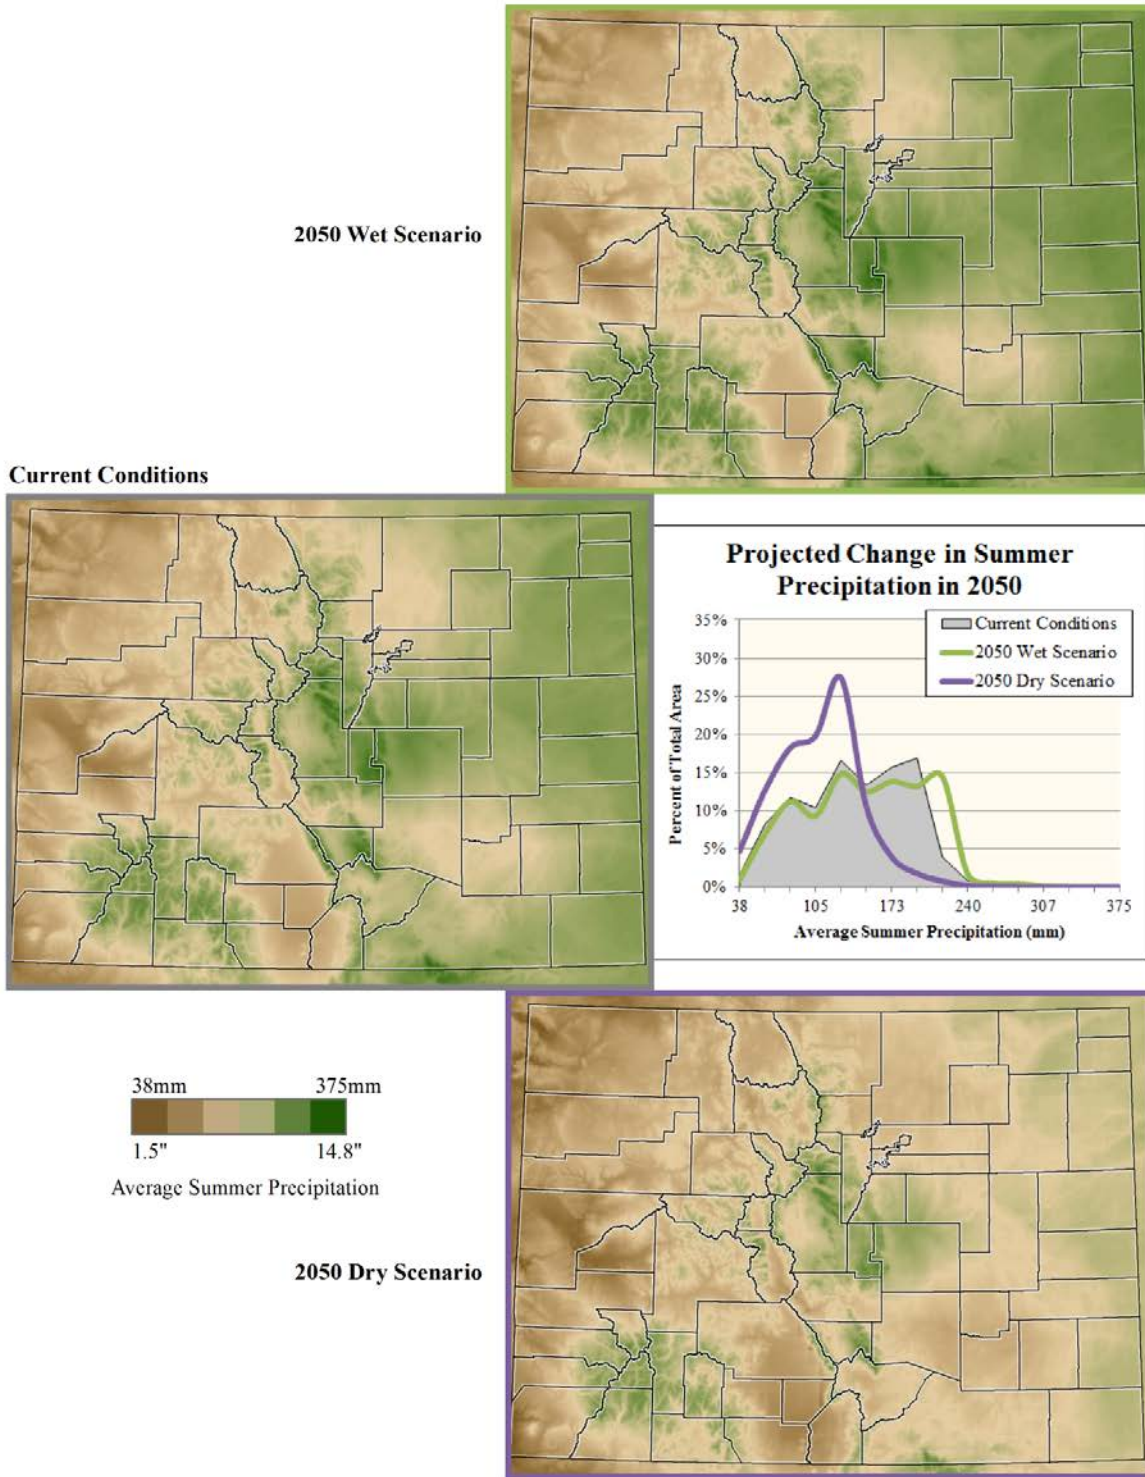 2050 Wet Scenario
Current Conditions
Projected Change in Summer
Precipitation in 2050
35%
30%
25%
20%
15%
10%
5%
0%
Percent of Total Area
Current Conditions
2050 Wet Scenario
2050 Dry Scenario
38 105 173 240 307 375
Average Summer Precipitation (mm)
38mm 375mm
1.5" 14.8"
Average Summer Precipitation
2050 Dry Scenario